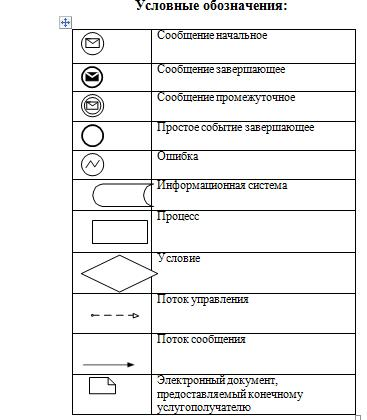 Условные обозначения:
Сообщение начальное
Сообщение завершающее
Сообщение промежуточное
Простое событие завершающее
Ошибка
Информационная система
Процесс
Условие
Поток управления
Поток сообщения
Электронный документ,
предоставляемый конечному
услугополучателю